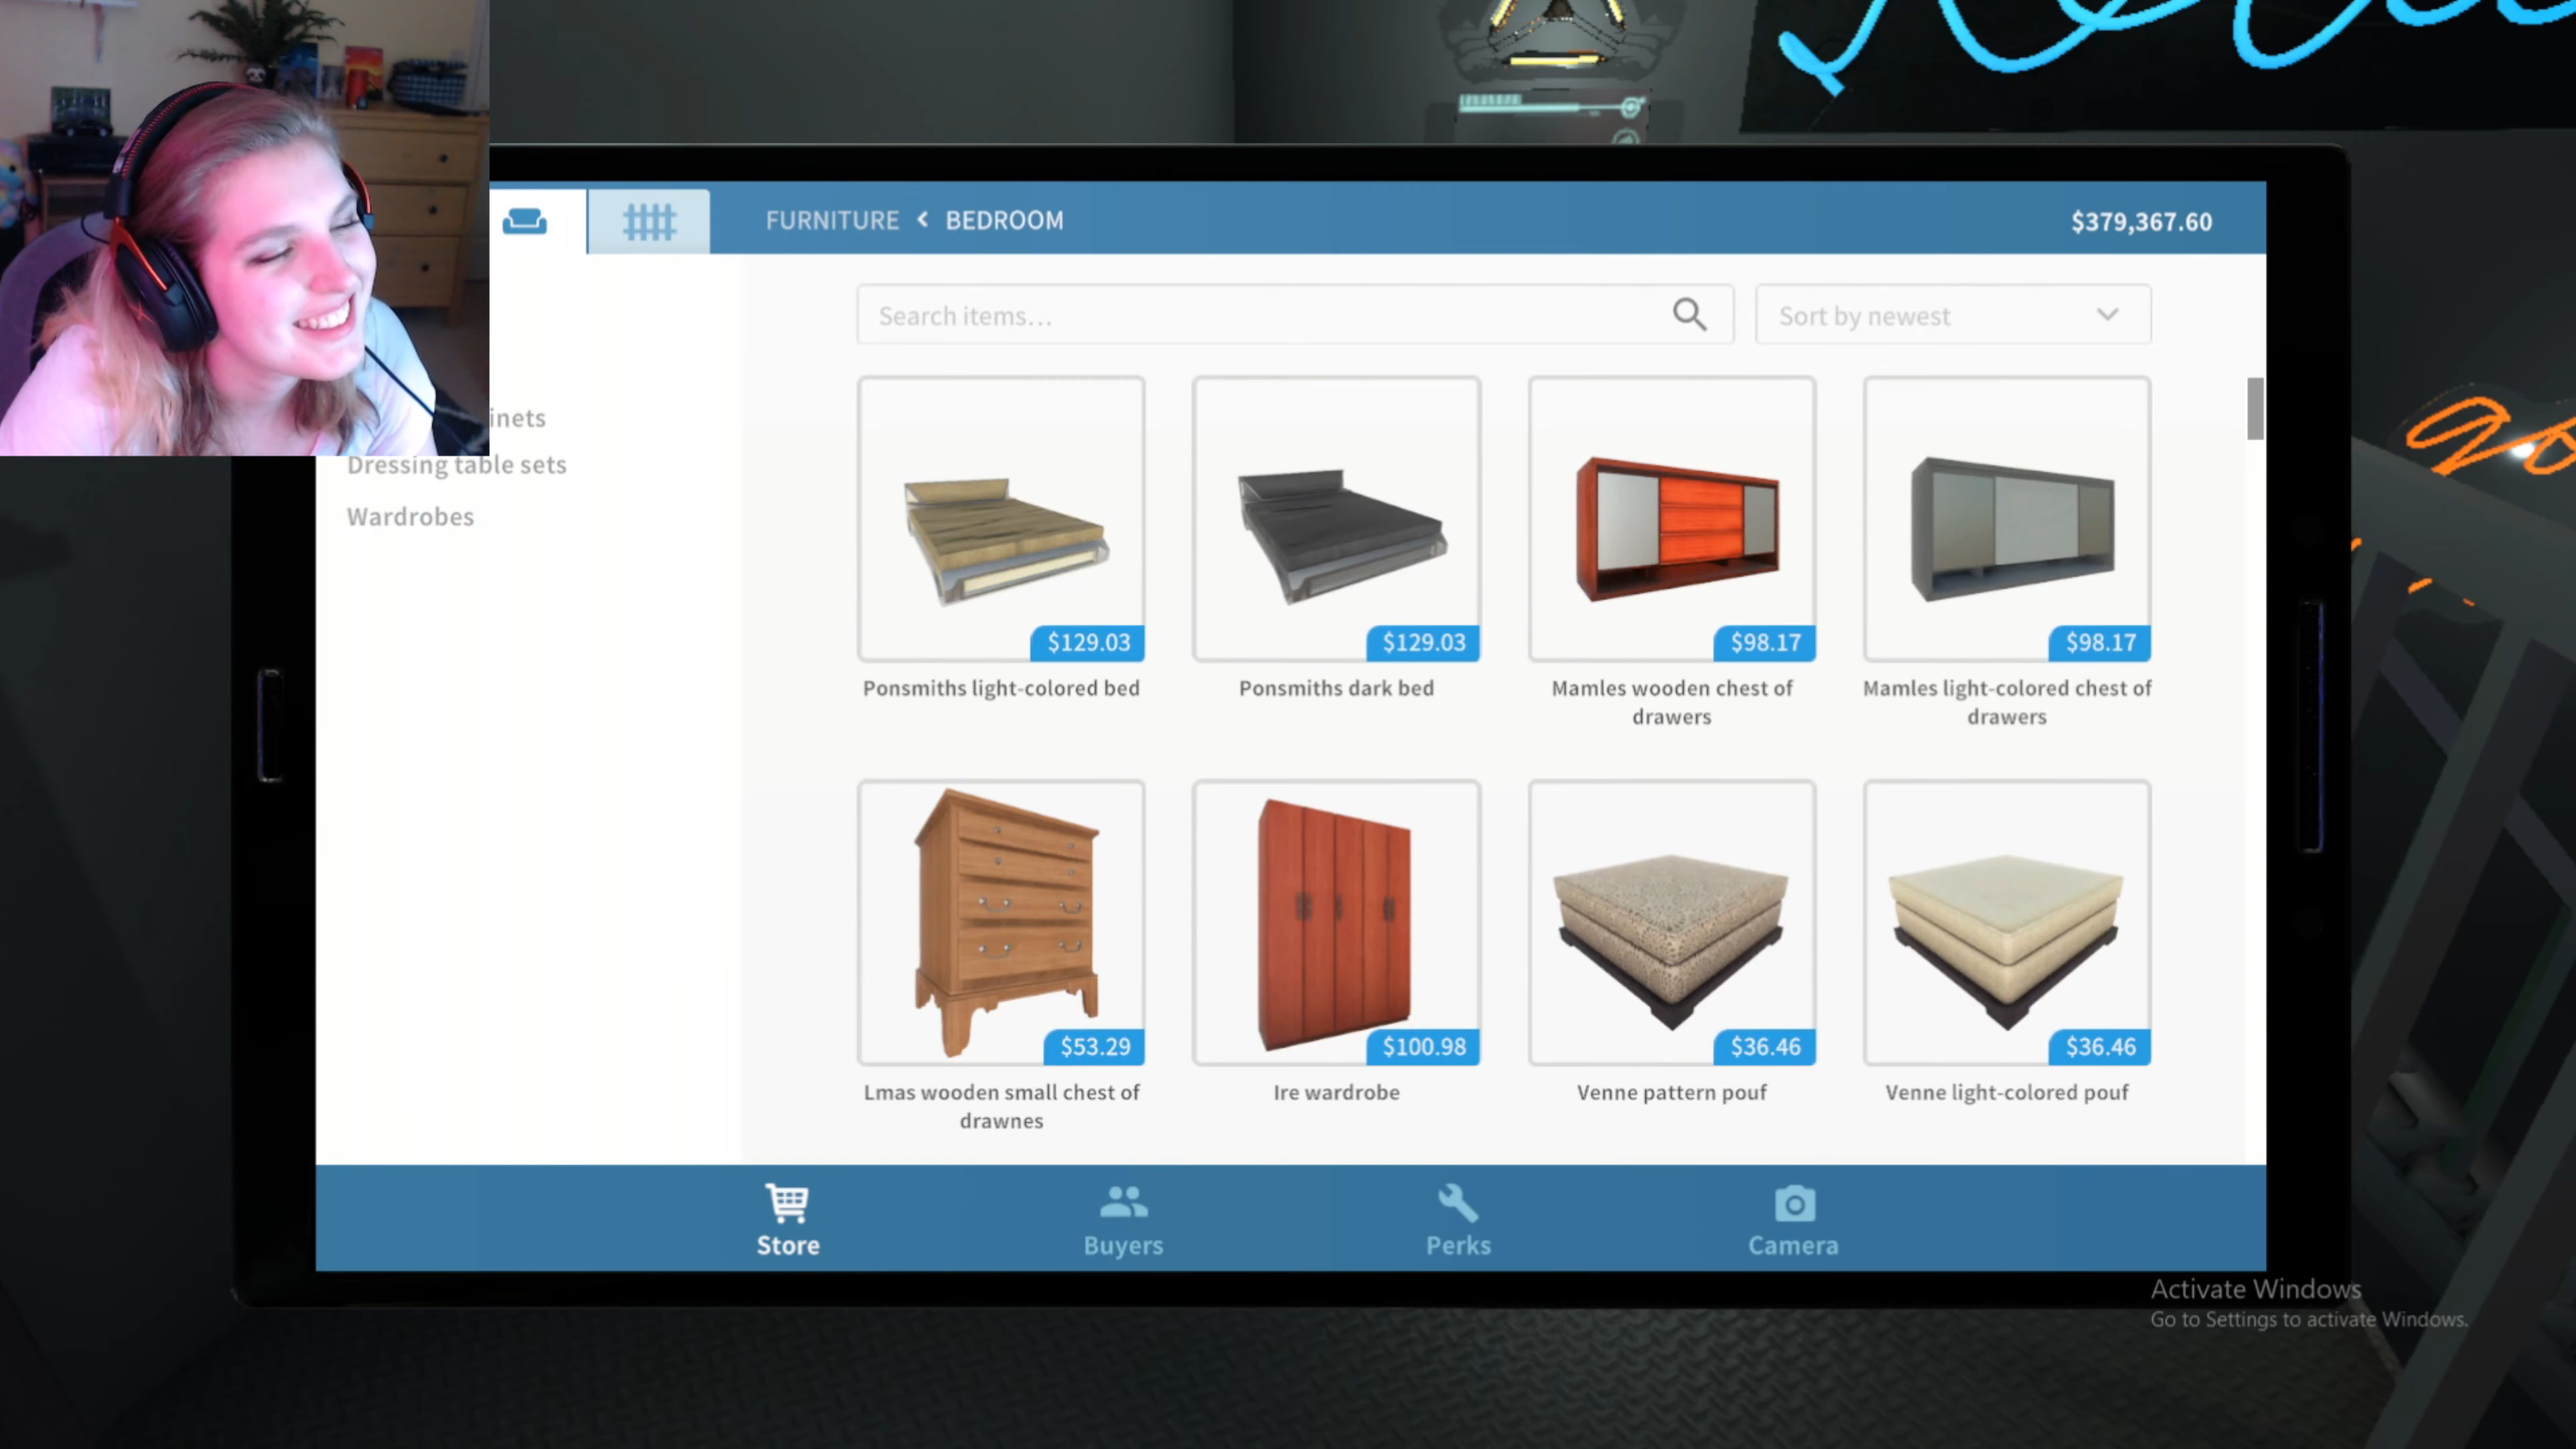 FURNITURE < BEDROOM
$379,367.60
Search items...
Sort by newest
inets
Dressing table sets
Wardrobes
$129.03
$129.03
$98.17
$98.17
Ponsmiths light-colored bed
Ponsmiths dark bed
Mamles wooden chest of
drawers
Mamles light-colored chest of
drawers
$53.29
$100.98
$36.46
$36.46
Lmas wooden small chest of
drawnes
Ire wardrobe
Venne pattern pouf
Venne light-colored pouf
Store
Buyers
Perks
Camera
Activate Windows
Go to Settings to activate Windows.